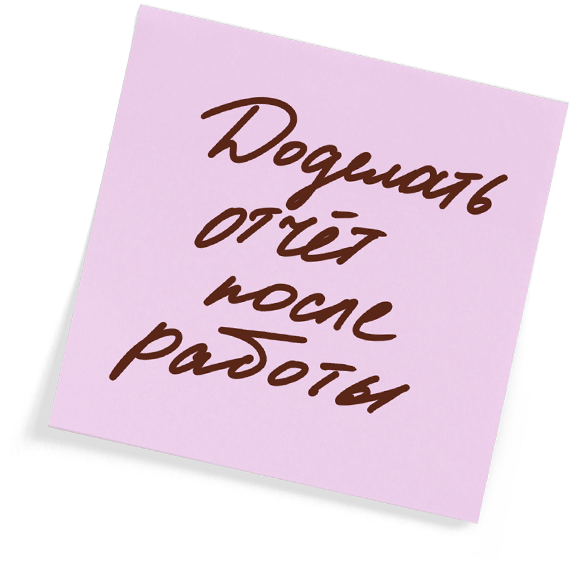 Доделать
отчёт
после
работы